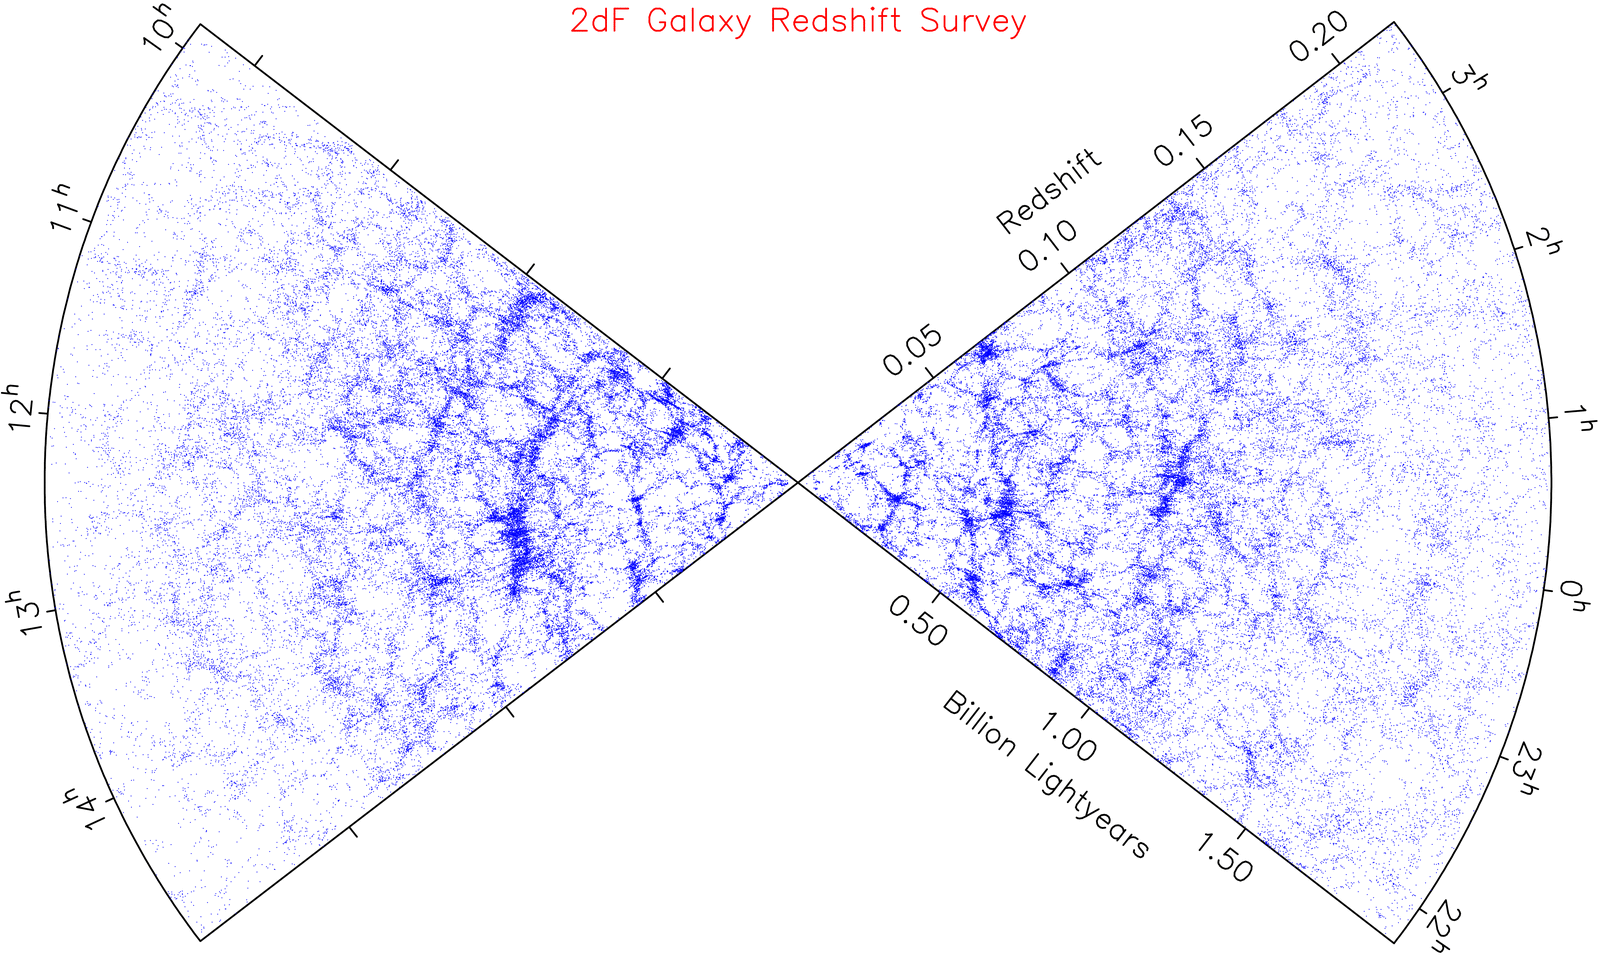 2dF Galaxy Redshift Survey
10h
11h
12h
13h
14h
Redshift
0.05
0.10
0.15
0.20
3h
2h
1h
0h
23h
22h
0.50
1.00
1.50
Billion Lightyears